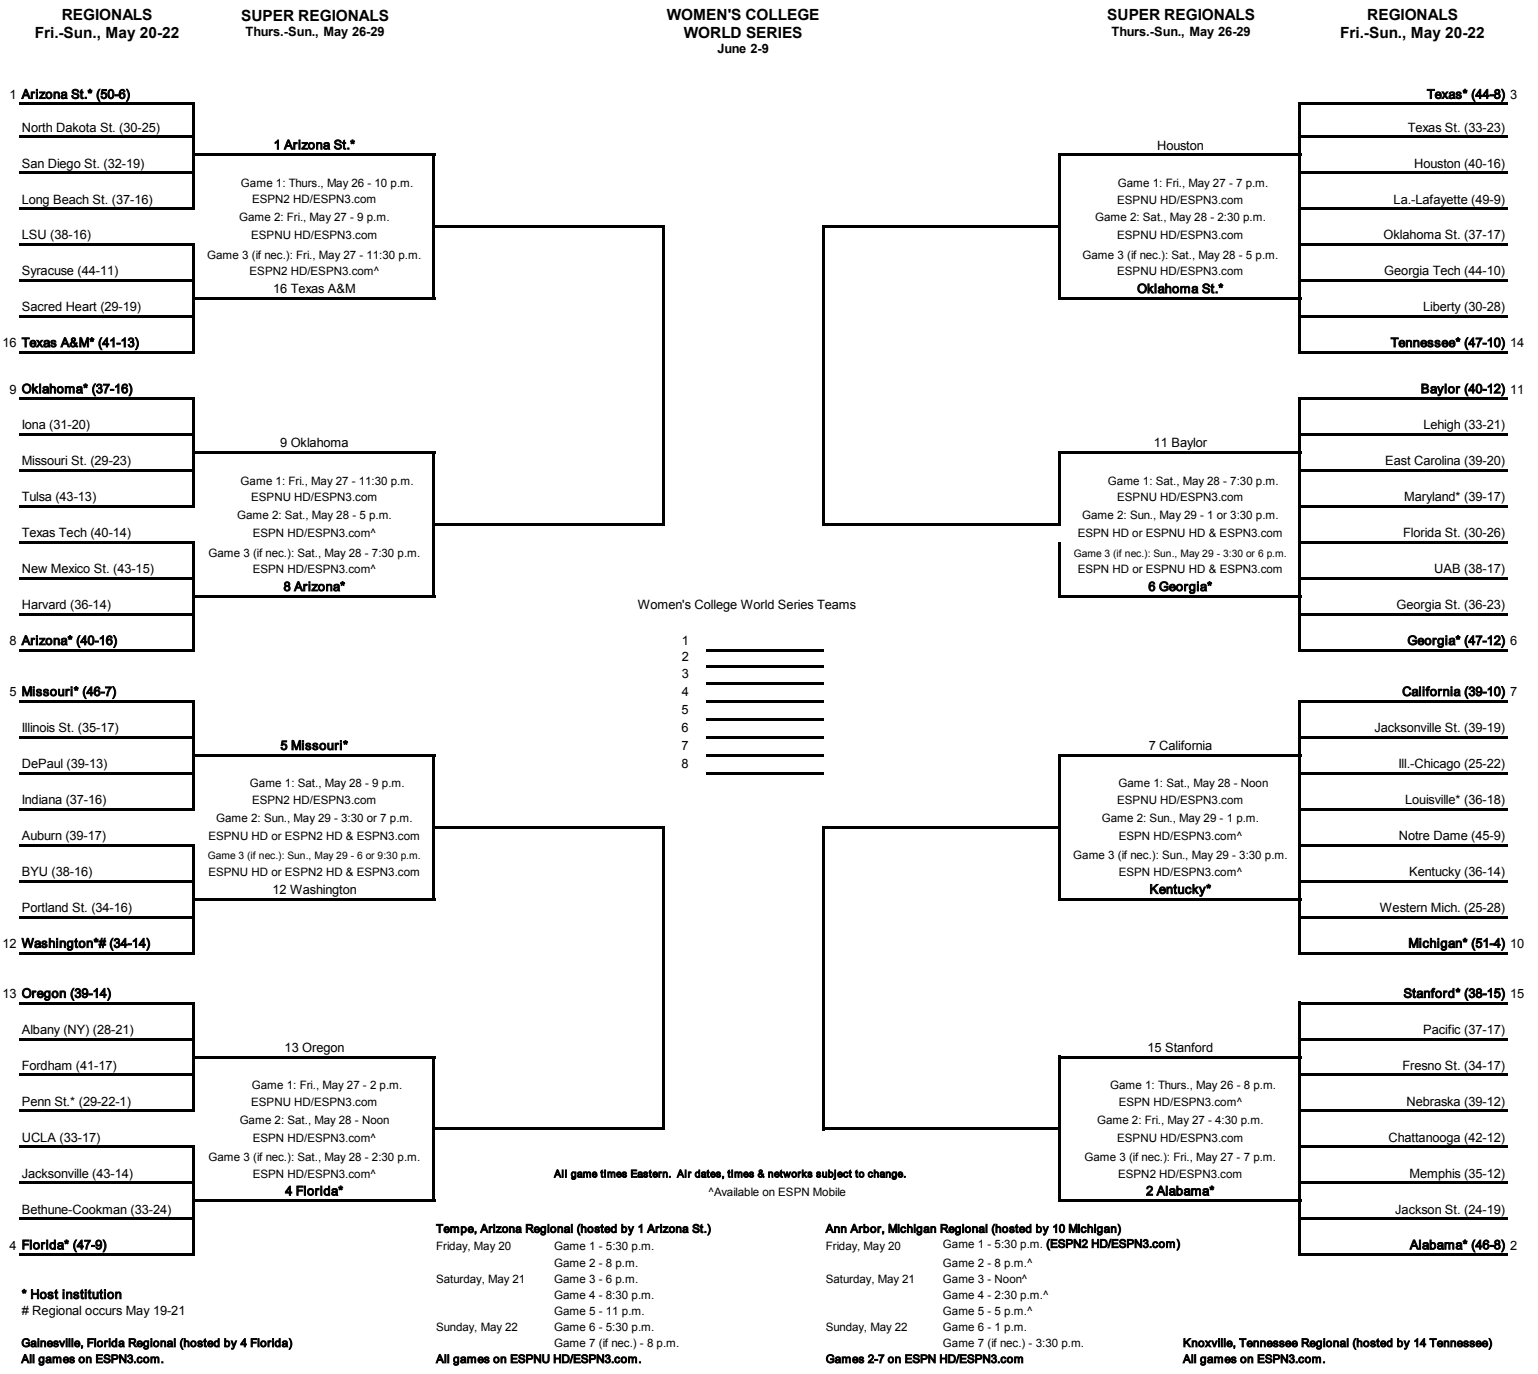 REGIONALS
Fri.-Sun., May 20-22
SUPER REGIONALS
Thurs.-Sun., May 26-29
WOMEN'S COLLEGE
WORLD SERIES
June 2-9
SUPER REGIONALS
Thurs.-Sun., May 26-29
REGIONALS
Fri.-Sun., May 20-22
1 Arizona St.* (50-6)
North Dakota St. (30-25)
San Diego St. (32-19)
Long Beach St. (37-16)
LSU (38-16)
Syracuse (44-11)
Sacred Heart (29-19)
16 Texas A&M* (41-13)
9 Oklahoma* (37-16)
Iona (31-20)
Missouri St. (29-23)
Tulsa (43-13)
Texas Tech (40-14)
New Mexico St. (43-15)
Harvard (36-14)
8 Arizona* (40-16)
5 Missouri* (46-7)
Illinois St. (35-17)
DePaul (39-13)
Indiana (37-16)
Auburn (39-17)
BYU (38-16)
Portland St. (34-16)
12 Washington*# (34-14)
13 Oregon (39-14)
Albany (NY) (28-21)
Fordham (41-17)
Penn St.* (29-22-1)
UCLA (33-17)
Jacksonville (43-14)
Bethune-Cookman (33-24)
4 Florida* (47-9)
1 Arizona St.*
Game 1: Thurs., May 26 - 10 p.m.
ESPN2 HD/ESPN3.com
Game 2: Fri., May 27 - 9 p.m.
ESPNU HD/ESPN3.com
Game 3 (if nec.): Fri., May 27 - 11:30 p.m.
ESPN2 HD/ESPN3.com^
16 Texas A&M
9 Oklahoma
Game 1: Fri., May 27 - 11:30 p.m.
ESPNU HD/ESPN3.com
Game 2: Sat., May 28 - 5 p.m.
ESPN HD/ESPN3.com^
Game 3 (if nec.): Sat., May 28 - 7:30 p.m.
ESPN HD/ESPN3.com^
8 Arizona*
5 Missouri*
Game 1: Sat., May 28 - 9 p.m.
ESPN2 HD/ESPN3.com
Game 2: Sun., May 29 - 3:30 or 7 p.m.
ESPNU HD or ESPN2 HD & ESPN3.com
Game 3 (if nec.): Sun., May 29 - 6 or 9:30 p.m.
ESPNU HD or ESPN2 HD & ESPN3.com
12 Washington
13 Oregon
Game 1: Fri., May 27 - 2 p.m.
ESPNU HD/ESPN3.com
Game 2: Sat., May 28 - Noon
ESPN HD/ESPN3.com^
Game 3 (if nec.): Sat., May 28 - 2:30 p.m.
ESPN HD/ESPN3.com^
4 Florida*
Women's College World Series Teams
1
2
3
4
5
6
7
8
Houston
Game 1: Fri., May 27 - 7 p.m.
ESPNU HD/ESPN3.com
Game 2: Sat., May 28 - 2:30 p.m.
ESPNU HD/ESPN3.com
Game 3 (if nec.): Sat., May 28 - 5 p.m.
ESPNU HD/ESPN3.com
Oklahoma St.*
11 Baylor
Game 1: Sat., May 28 - 7:30 p.m.
ESPNU HD/ESPN3.com
Game 2: Sun., May 29 - 1 or 3:30 p.m.
ESPN HD or ESPNU HD & ESPN3.com
Game 3 (if nec.): Sun., May 29 - 3:30 or 6 p.m.
ESPN HD or ESPNU HD & ESPN3.com
6 Georgia*
7 California
Game 1: Sat., May 28 - Noon
ESPNU HD/ESPN3.com
Game 2: Sun., May 29 - 1 p.m.
ESPN HD/ESPN3.com^
Game 3 (if nec.): Sun., May 29 - 3:30 p.m.
ESPN HD/ESPN3.com^
Kentucky*
15 Stanford
Game 1: Thurs., May 26 - 8 p.m.
ESPN HD/ESPN3.com^
Game 2: Fri., May 27 - 4:30 p.m.
ESPNU HD/ESPN3.com
Game 3 (if nec.): Fri., May 27 - 7 p.m.
ESPN2 HD/ESPN3.com
2 Alabama*
Texas* (44-8) 3
Texas St. (33-23)
Houston (40-16)
La.-Lafayette (49-9)
Oklahoma St. (37-17)
Georgia Tech (44-10)
Liberty (30-28)
Tennessee* (47-10) 14
Baylor (40-12) 11
Lehigh (33-21)
East Carolina (39-20)
Maryland* (39-17)
Florida St. (30-26)
UAB (38-17)
Georgia St. (36-23)
Georgia* (47-12) 6
California (39-10) 7
Jacksonville St. (39-19)
Ill.-Chicago (25-22)
Louisville* (36-18)
Notre Dame (45-9)
Kentucky (36-14)
Western Mich. (25-28)
Michigan* (51-4) 10
Stanford* (38-15) 15
Pacific (37-17)
Fresno St. (34-17)
Nebraska (39-12)
Chattanooga (42-12)
Memphis (35-12)
Jackson St. (24-19)
Alabama* (46-8) 2
All game times Eastern. Air dates, times & networks subject to change.
^Available on ESPN Mobile
* Host institution
# Regional occurs May 19-21
Gainesville, Florida Regional (hosted by 4 Florida)
All games on ESPN3.com.
Tempe, Arizona Regional (hosted by 1 Arizona St.)
Friday, May 20 Game 1 - 5:30 p.m.
Game 2 - 8 p.m.
Saturday, May 21 Game 3 - 6 p.m.
Game 4 - 8:30 p.m.
Game 5 - 11 p.m.
Sunday, May 22 Game 6 - 5:30 p.m.
Game 7 (if nec.) - 8 p.m.
All games on ESPNU HD/ESPN3.com.
Ann Arbor, Michigan Regional (hosted by 10 Michigan)
Friday, May 20 Game 1 - 5:30 p.m. (ESPN2 HD/ESPN3.com)
Game 2 - 8 p.m.^
Saturday, May 21 Game 3 - Noon^
Game 4 - 2:30 p.m.^
Game 5 - 5 p.m.^
Sunday, May 22 Game 6 - 1 p.m.
Game 7 (if nec.) - 3:30 p.m.
Games 2-7 on ESPN HD/ESPN3.com
Knoxville, Tennessee Regional (hosted by 14 Tennessee)
All games on ESPN3.com.